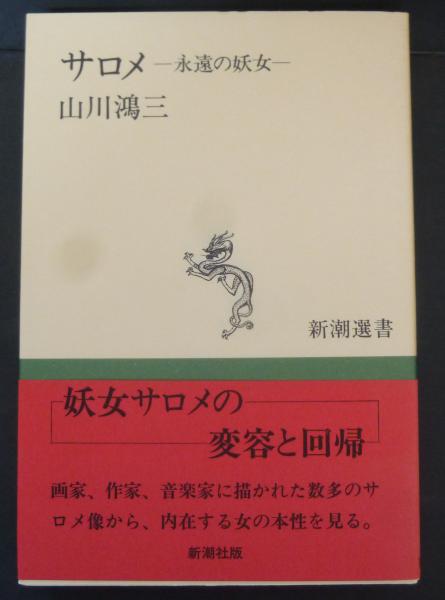 サロメ―永遠の妖女―
山川鴻三
新潮選書
妖女サロメの
変容と回帰
画家、作家、音楽家に描かれた数多のサ
ロメ像から、内在する女の本性を見る。
新潮社版